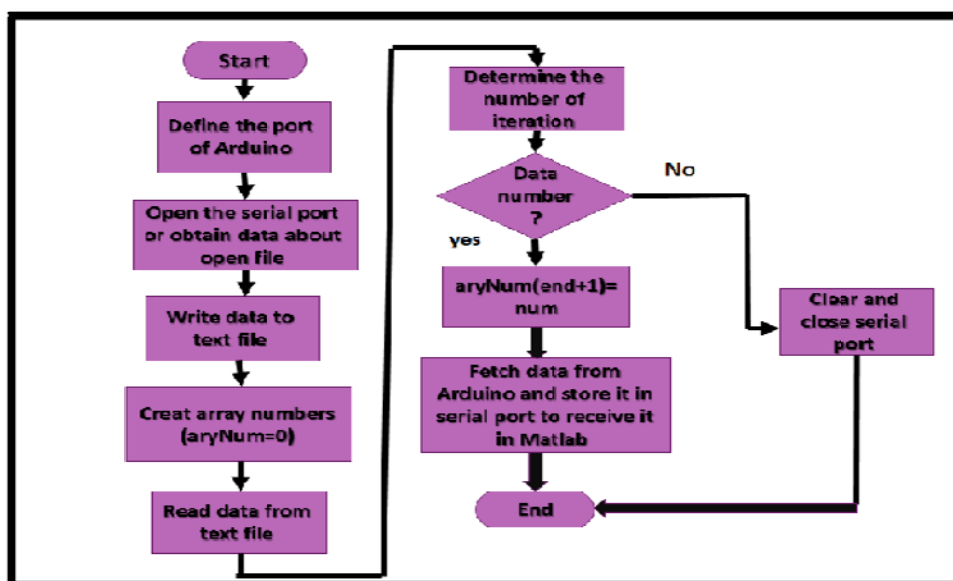 Start
Define the port
of Arduino
Open the serial port
or obtain data about
open file
Write data to
text file
Creat array numbers
(aryNum=0)
Read data from
text file
Determine the
number of
iteration
Data
number
?
No
yes
aryNum(end+1)=
num
Clear and
close serial
port
Fetch data from
Arduino and store it in
serial port to receive it
in Matlab
End